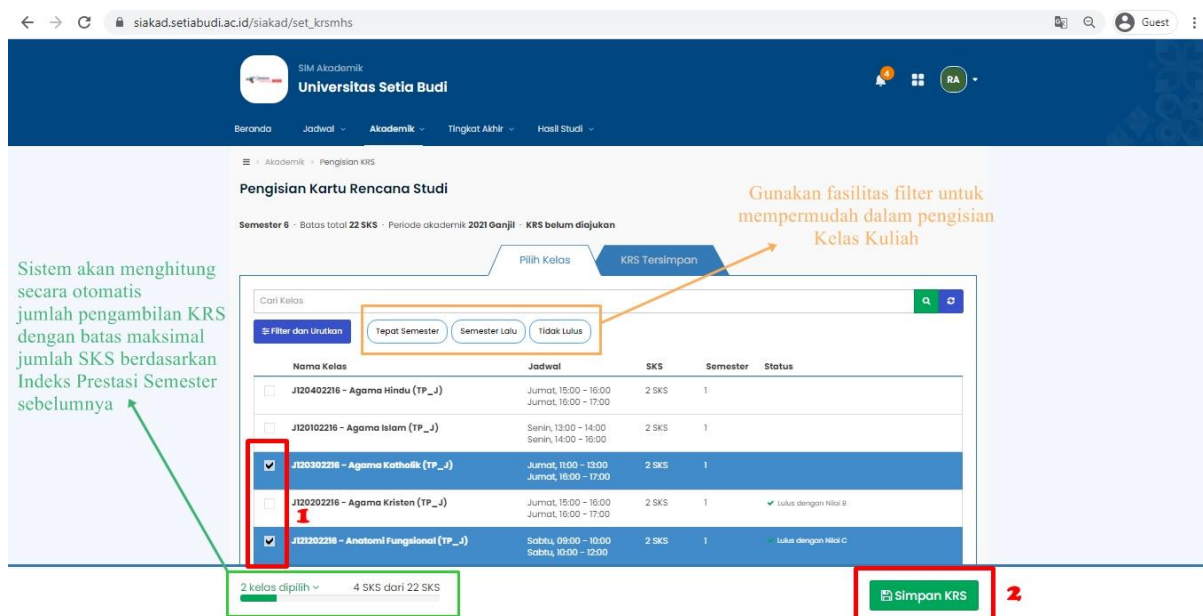 siakad.setiabudi.ac.id/siakad/set_krsmhs
Guest
SIM Akademik
Universitas Setia Budi
4
RA
Beranda
Jadwal
Akademik
Tingkat Akhir
Hasil Studi
Akademik > Pengisian KRS
Pengisian Kartu Rencana Studi
Semester 6 · Batas total 22 SKS · Periode akademik 2021 Ganjil · KRS belum diajukan
Gunakan fasilitas filter untuk
mempermudah dalam pengisian
Kelas Kuliah
Sistem akan menghitung
secara otomatis
jumlah pengambilan KRS
dengan batas maksimal
jumlah SKS berdasarkan
Indeks Prestasi Semester
sebelumnya
Pilih Kelas
KRS Tersimpan
Cari Kelas
Filter dan Urutkan
Tepat Semester
Semester Lalu
Tidak Lulus
Nama Kelas Jadwal SKS Semester Status
J120402216 - Agama Hindu (TP_J) Jumat, 15:00 - 16:00 2 SKS 1
Jumat, 16:00 - 17:00
J120102216 - Agama Islam (TP_J) Senin, 13:00 - 14:00 2 SKS 1
Senin, 14:00 - 16:00
J120302216 - Agama Katholik (TP_J) Jumat, 11:00 - 13:00 2 SKS 1
Jumat, 16:00 - 17:00
J120202216 - Agama Kristen (TP_J) Jumat, 15:00 - 16:00 2 SKS 1 Lulus dengan Nilai B
Jumat, 16:00 - 17:00
1
J121202216 - Anatomi Fungsional (TP_J) Sabtu, 09:00 - 10:00 2 SKS 1 Lulus dengan Nilai C
Sabtu, 10:00 - 12:00
2 kelas dipilih
4 SKS dari 22 SKS
Simpan KRS
2